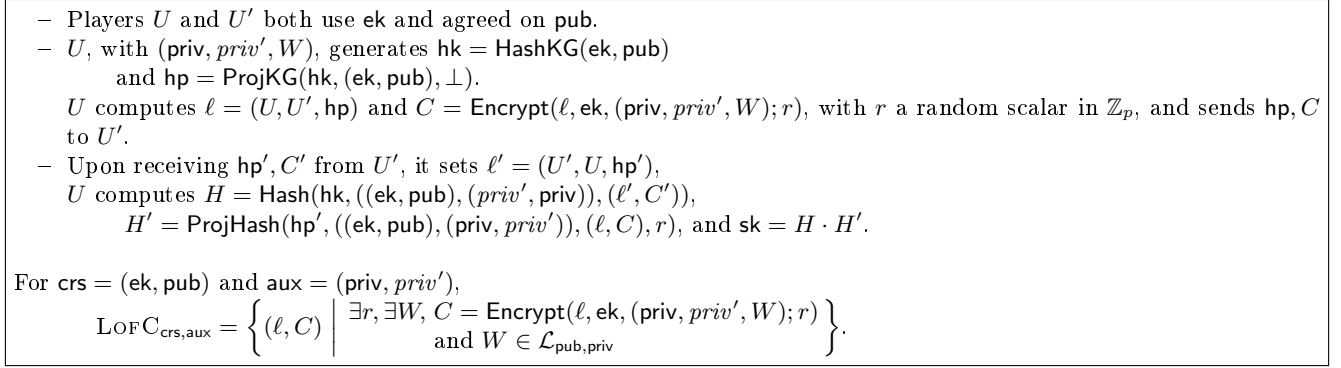 – Players U and U′ both use ek and agreed on pub.
– U, with (priv, priv′, W), generates hk = HashKG(ek, pub)
and hp = ProjKG(hk, (ek, pub), ⊥).
U computes ℓ = (U, U′, hp) and C = Encrypt(ℓ, ek, (priv, priv′, W); r), with r a random scalar in ℤₚ, and sends hp, C
to U′.
– Upon receiving hp′, C′ from U′, it sets ℓ′ = (U′, U, hp′),
U computes H = Hash(hk, ((ek, pub), (priv′, priv)), (ℓ′, C′)),
H′ = ProjHash(hp′, ((ek, pub), (priv, priv′)), (ℓ, C), r), and sk = H · H′.
For crs = (ek, pub) and aux = (priv, priv′),
LOFC_crs,aux = { (ℓ, C) | ∃r, ∃W, C = Encrypt(ℓ, ek, (priv, priv′, W); r)
and W ∈ ℒ_pub,priv }.